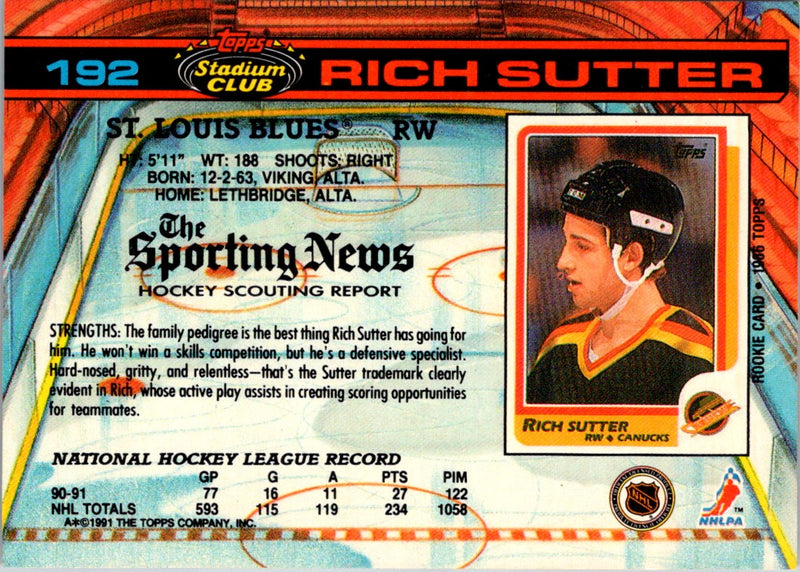 192
Topps
Stadium
CLUB
RICH SUTTER
ST. LOUIS BLUES® RW
HT: 5'11" WT: 188 SHOOTS: RIGHT
BORN: 12-2-63, VIKING, ALTA.
HOME: LETHBRIDGE, ALTA.
The
Sporting News
HOCKEY SCOUTING REPORT
STRENGTHS: The family pedigree is the best thing Rich Sutter has going for
him. He won't win a skills competition, but he's a defensive specialist.
Hard-nosed, gritty, and relentless—that's the Sutter trademark clearly
evident in Rich, whose active play assists in creating scoring opportunities
for teammates.
NATIONAL HOCKEY LEAGUE RECORD
GP G A PTS PIM
90-91 77 16 11 27 122
NHL TOTALS 593 115 119 234 1058
A*©1991 THE TOPPS COMPANY, INC.
TOPPS
RICH SUTTER
RW ♦ CANUCKS
ROOKIE CARD • 1986 TOPPS
NHL
NHLPA